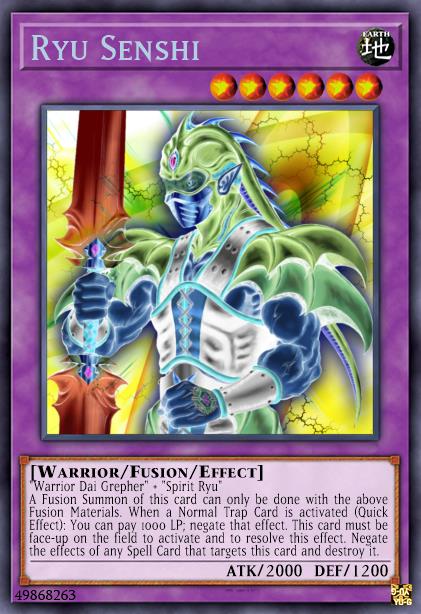 RYU SENSHI
EARTH
地
[WARRIOR/FUSION/EFFECT]
"Warrior Dai Grepher" + "Spirit Ryu"
A Fusion Summon of this card can only be done with the above
Fusion Materials. When a Normal Trap Card is activated (Quick
Effect): You can pay 1000 LP; negate that effect. This card must be
face-up on the field to activate and to resolve this effect. Negate
the effects of any Spell Card that targets this card and destroy it.
ATK/2000 DEF/1200
49868263